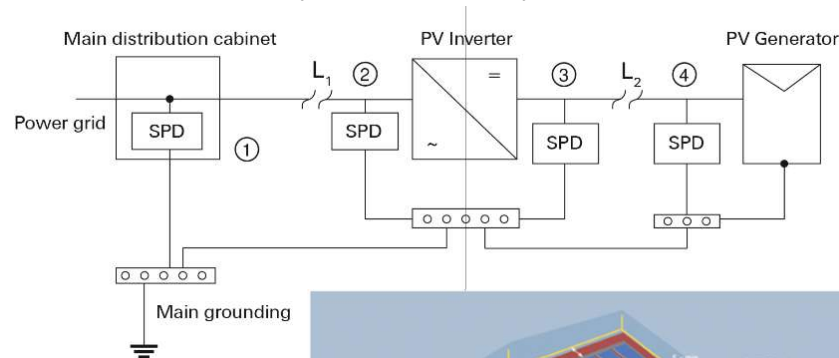 Main distribution cabinet
PV Inverter
PV Generator
L1
2
=
3
L2
4
Power grid
SPD
1
SPD
~
SPD
SPD
Main grounding